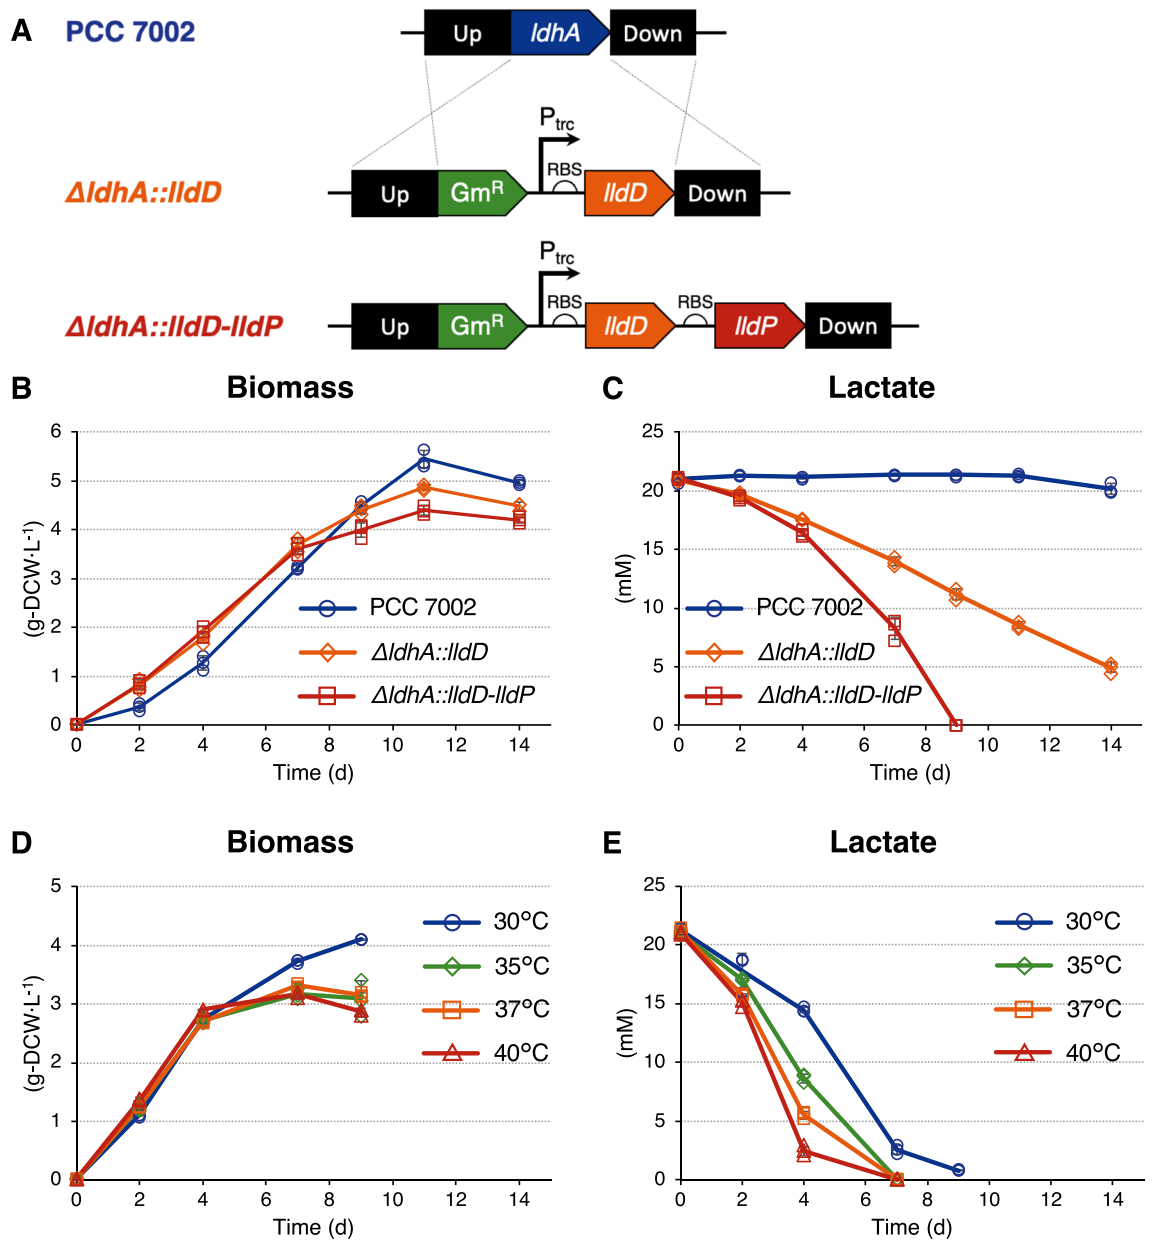 A PCC 7002 Up ldhA Down
Ptrc
ΔldhA::lldD Up GmR RBS lldD Down
Ptrc
ΔldhA::lldD-lldP Up GmR RBS lldD RBS lldP Down
B Biomass
6
5
4
3
2
1
0
(g-DCW·L-1)
PCC 7002
ΔldhA::lldD
ΔldhA::lldD-lldP
0 2 4 6 8 10 12 14
Time (d)
C Lactate
25
20
15
10
5
0
(mM)
PCC 7002
ΔldhA::lldD
ΔldhA::lldD-lldP
0 2 4 6 8 10 12 14
Time (d)
D Biomass
5
4
3
2
1
0
(g-DCW·L-1)
30°C
35°C
37°C
40°C
0 2 4 6 8 10 12 14
Time (d)
E Lactate
25
20
15
10
5
0
(mM)
30°C
35°C
37°C
40°C
0 2 4 6 8 10 12 14
Time (d)